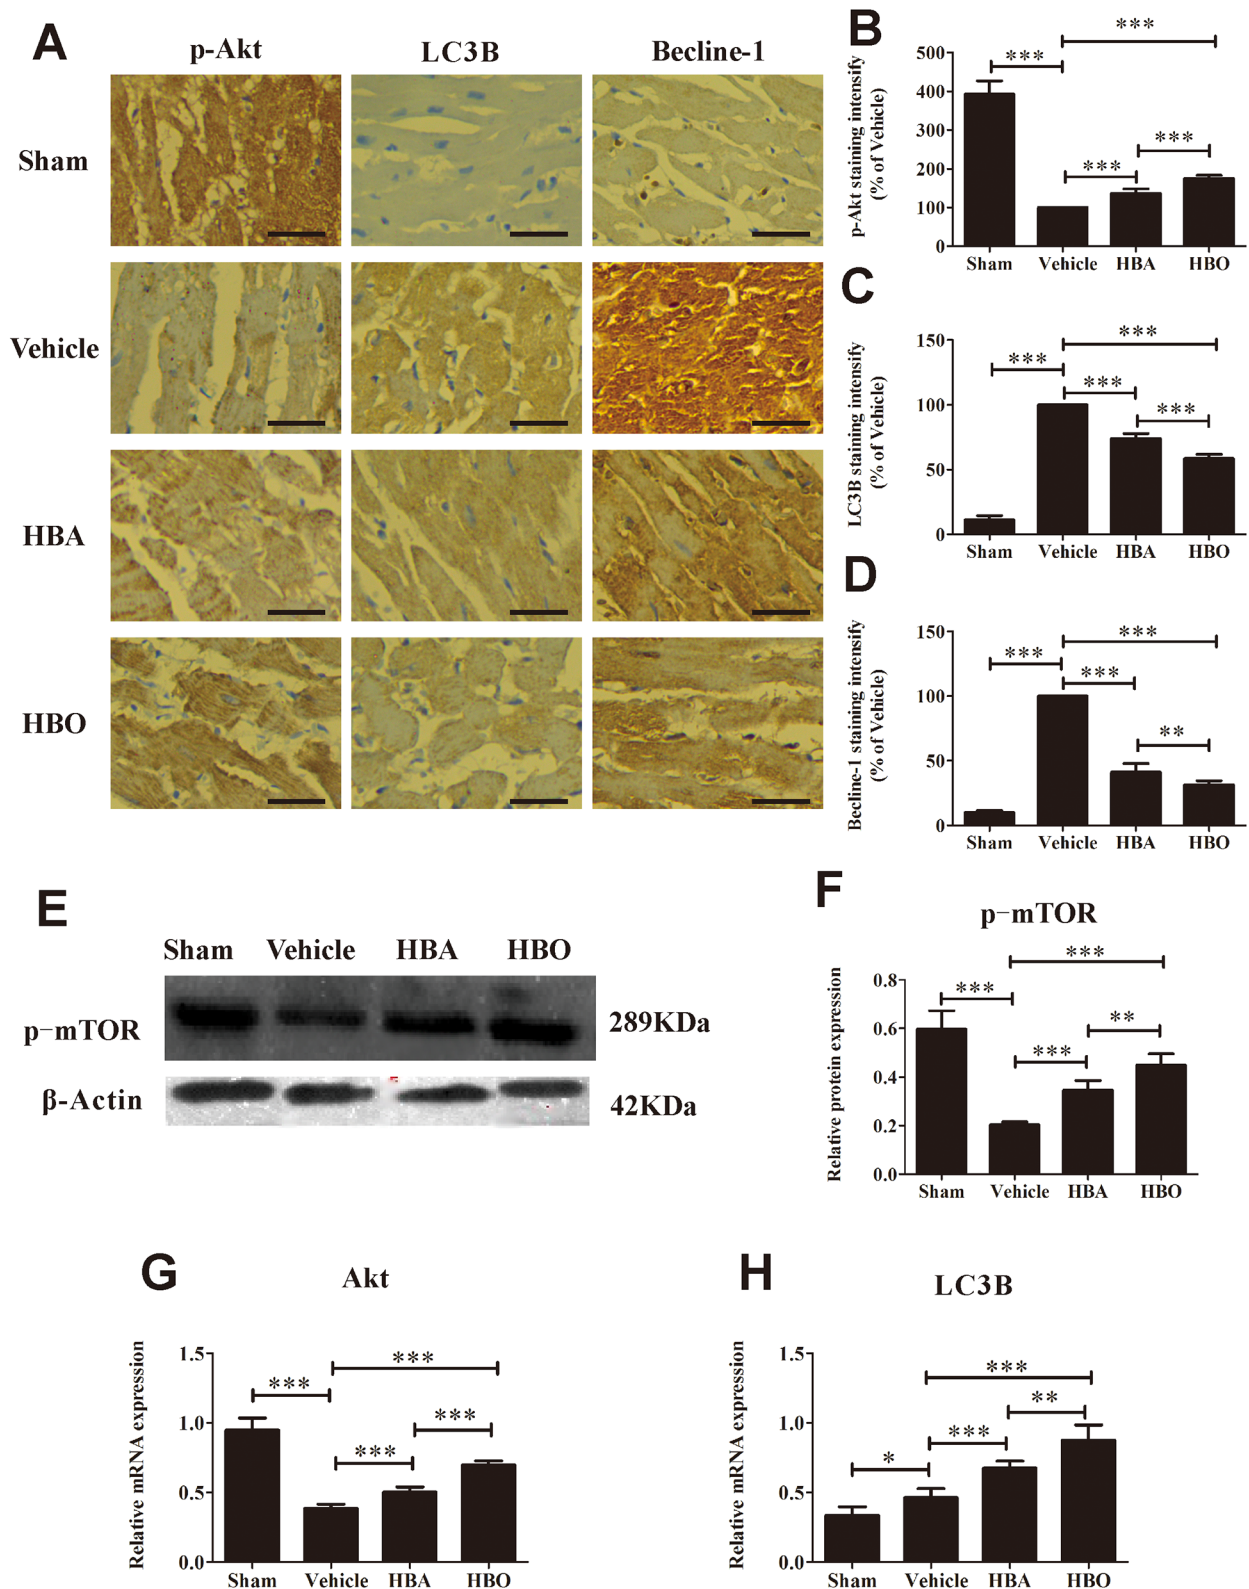 A
p-Akt LC3B Becline-1
Sham
Vehicle
HBA
HBO
B
p-Akt staining intensify
(% of Vehicle)
500
400
300
200
100
0
***
***
***
***
Sham Vehicle HBA HBO
C
LC3B staining intensify
(% of Vehicle)
150
100
50
0
***
***
***
***
Sham Vehicle HBA HBO
D
Becline-1 staining intensify
(% of Vehicle)
150
100
50
0
***
***
***
**
Sham Vehicle HBA HBO
E
Sham Vehicle HBA HBO
p-mTOR 289KDa
β-Actin 42KDa
F
p-mTOR
Relative protein expression
0.8
0.6
0.4
0.2
0.0
***
***
**
***
Sham Vehicle HBA HBO
G
Akt
Relative mRNA expression
1.5
1.0
0.5
0.0
***
***
***
***
Sham Vehicle HBA HBO
H
LC3B
Relative mRNA expression
1.5
1.0
0.5
0.0
***
**
***
*
Sham Vehicle HBA HBO